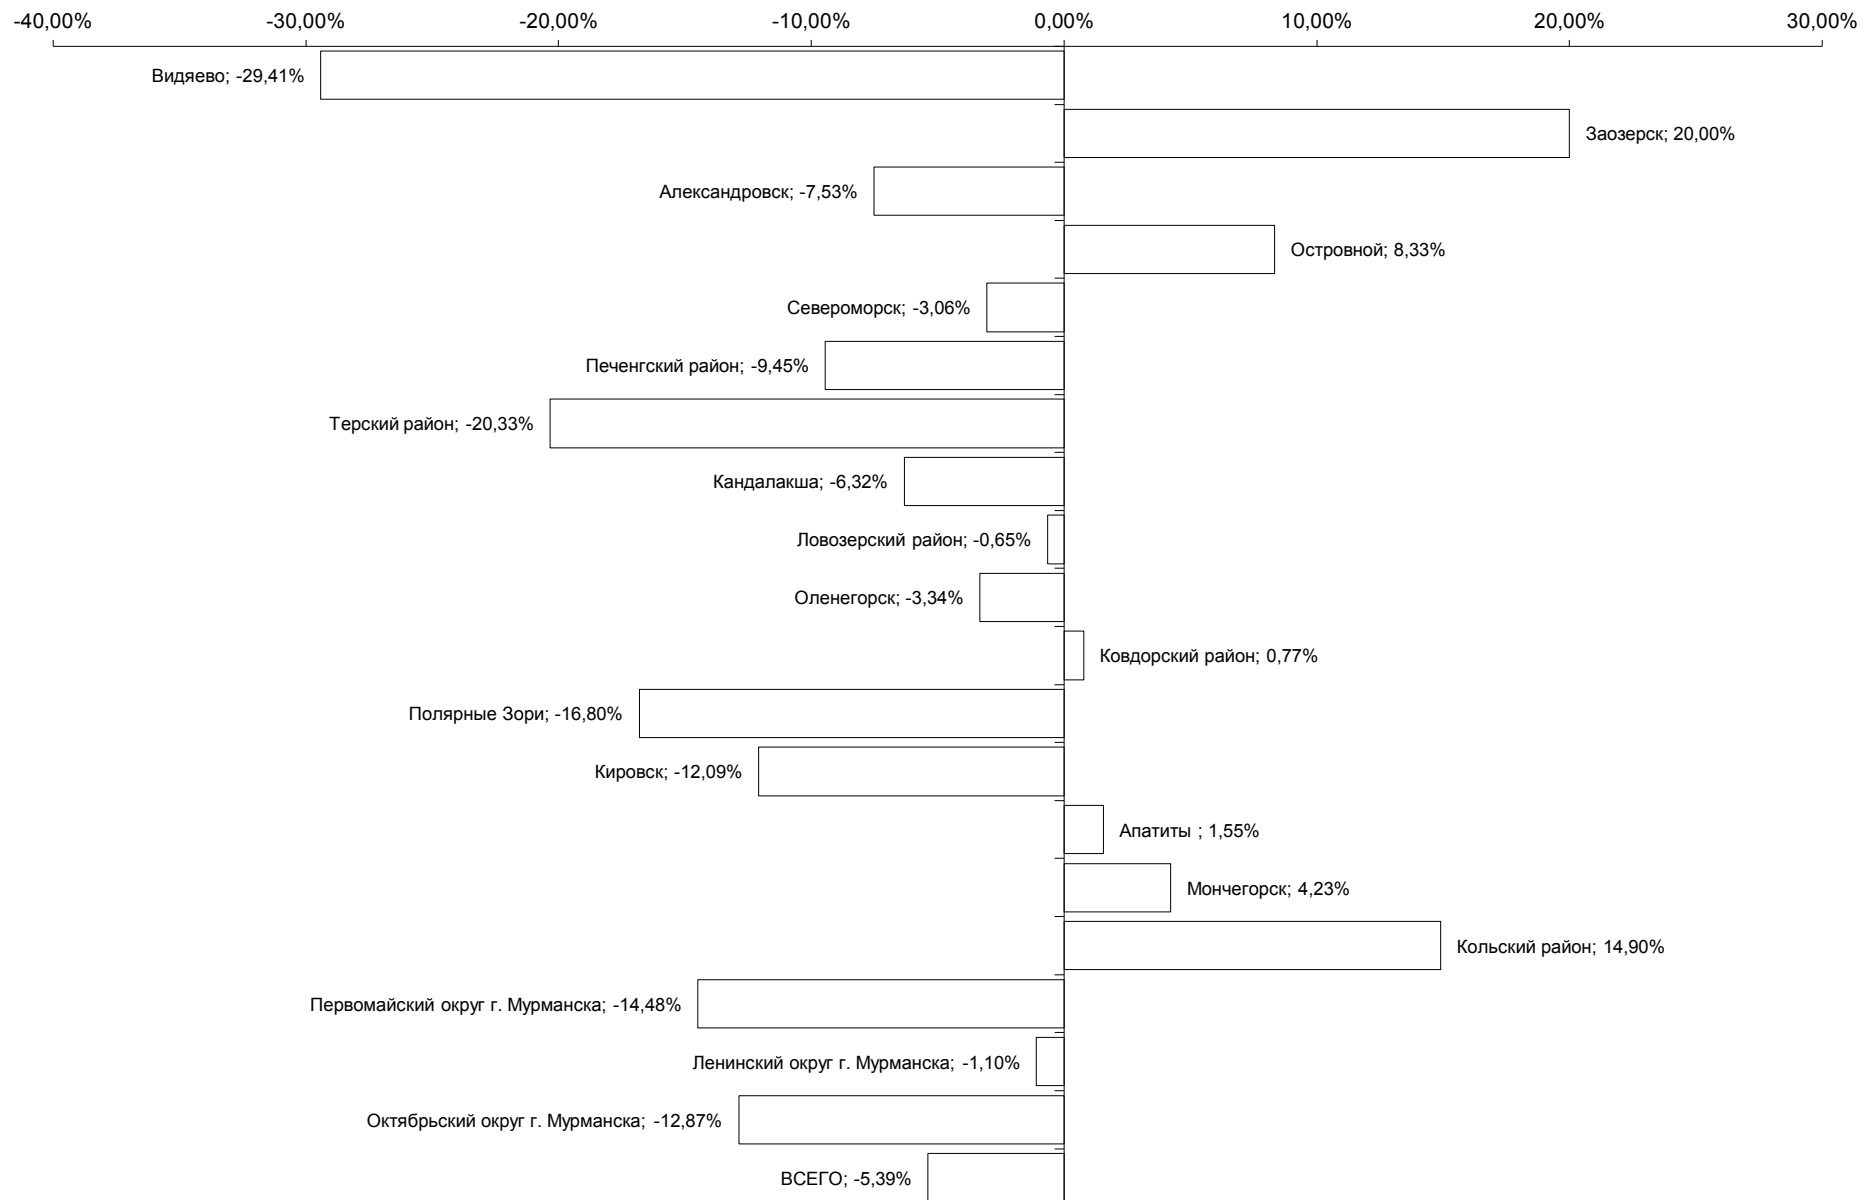 -40,00% -30,00% -20,00% -10,00% 0,00% 10,00% 20,00% 30,00%
Видяево; -29,41%
Заозерск; 20,00%
Александровск; -7,53%
Островной; 8,33%
Североморск; -3,06%
Печенгский район; -9,45%
Терский район; -20,33%
Кандалакша; -6,32%
Ловозерский район; -0,65%
Оленегорск; -3,34%
Ковдорский район; 0,77%
Полярные Зори; -16,80%
Кировск; -12,09%
Апатиты ; 1,55%
Мончегорск; 4,23%
Кольский район; 14,90%
Первомайский округ г. Мурманска; -14,48%
Ленинский округ г. Мурманска; -1,10%
Октябрьский округ г. Мурманска; -12,87%
ВСЕГО; -5,39%